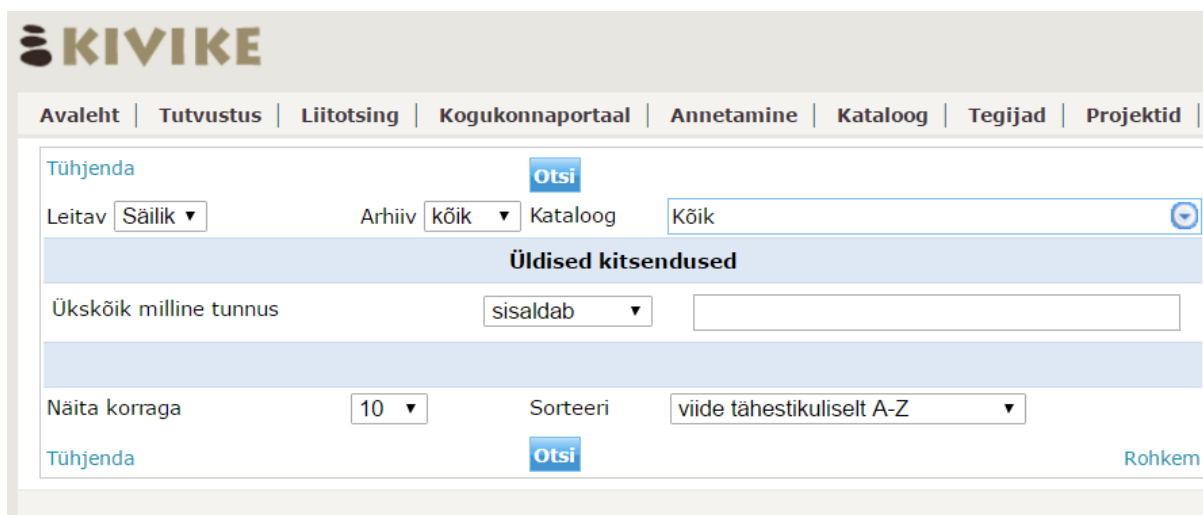 KIVIKE
Avaleht | Tutvustus | Liitotsing | Kogukonnaportaal | Annetamine | Kataloog | Tegijad | Projektid |
Tühjenda Otsi
Leitav Säilik Arhiiv kõik Kataloog Kõik
Üldised kitsendused
Ükskõik milline tunnus sisaldab
Näita korraga 10 Sorteeri viide tähestikuliselt A-Z
Tühjenda Otsi Rohkem